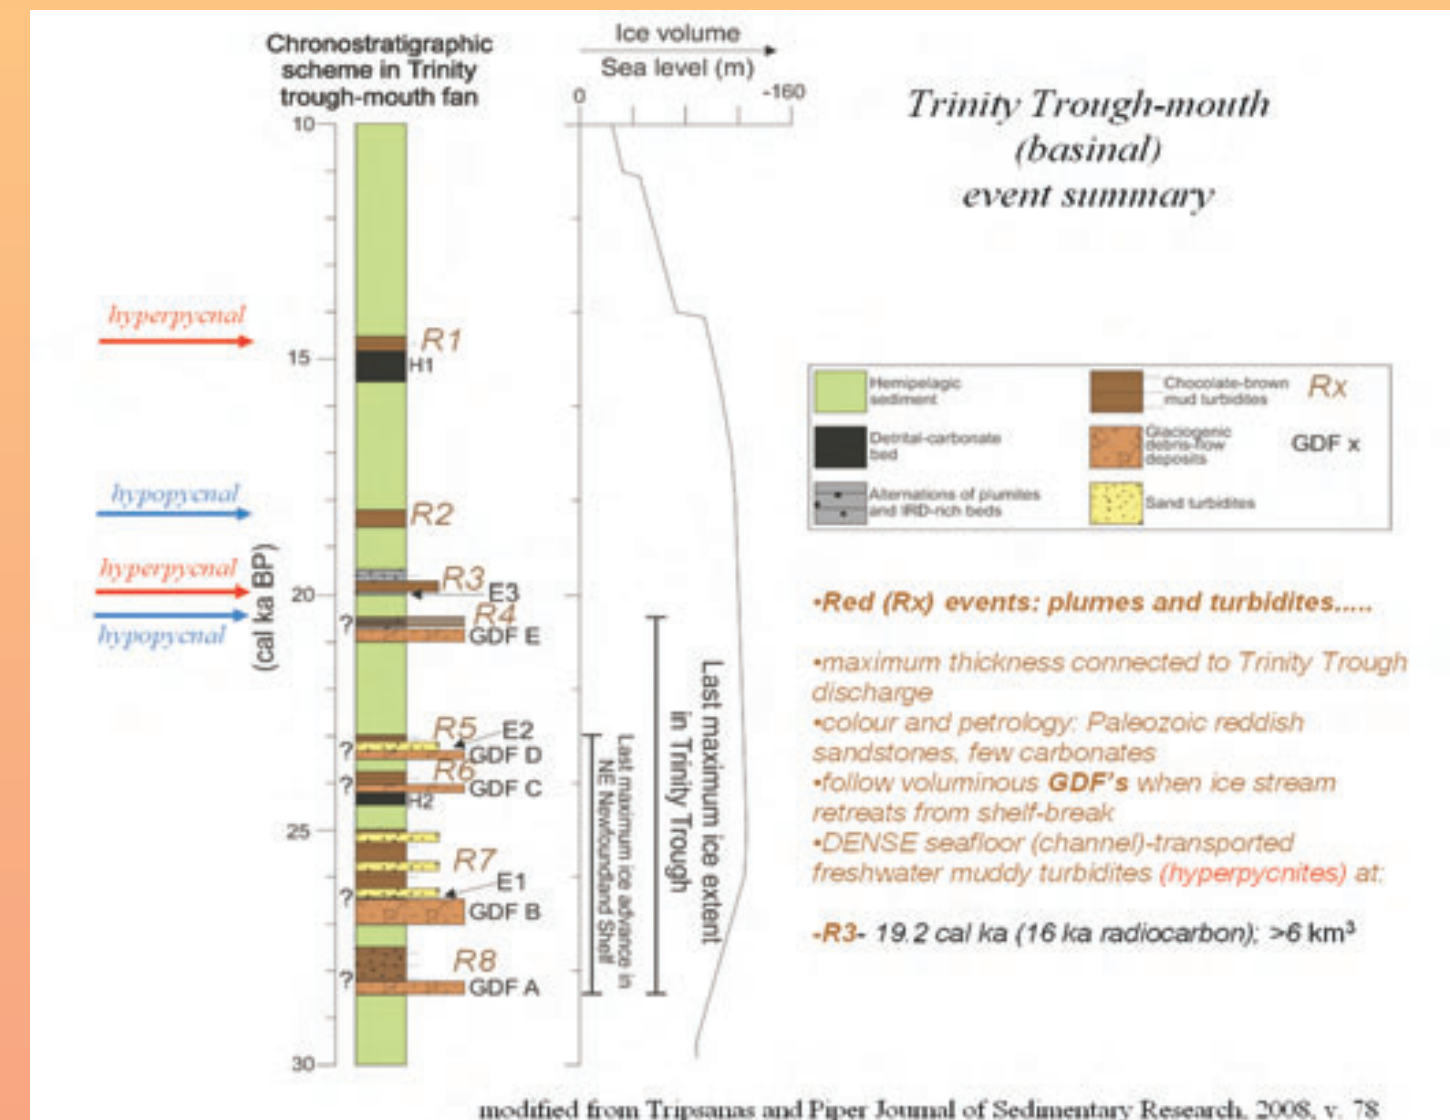 Chronostratigraphic
scheme in Trinity
trough-mouth fan
Ice volume
Sea level (m)
0
-160
Trinity Trough-mouth
(basinal)
event summary
10
15
20
25
30
(cal ka BP)
hyperpycnal
hypopycnal
hyperpycnal
hypopycnal
R1
H1
R2
R3
E3
R4
?
GDF E
R5
E2
?
GDF D
R6
?
GDF C
H2
R7
E1
?
GDF B
R8
?
GDF A
Last maximum ice advance in
NE Newfoundland Shelf
Last maximum ice extent
in Trinity Trough
Hemipelagic
sediment
Detrital-carbonate
bed
Alternations of plumites
and IRD-rich beds
Chocolate-brown
mud turbidites
Rx
Glaciogenic
debris-flow
deposits
GDF x
Sand turbidites
•Red (Rx) events: plumes and turbidites.....
•maximum thickness connected to Trinity Trough
discharge
•colour and petrology: Paleozoic reddish
sandstones, few carbonates
•follow voluminous GDF's when ice stream
retreats from shelf-break
•DENSE seafloor (channel)-transported
freshwater muddy turbidites (hyperpycnites) at:
-R3- 19.2 cal ka (16 ka radiocarbon); >6 km³
modified from Tripsanas and Piper Journal of Sedimentary Research, 2008, v. 78